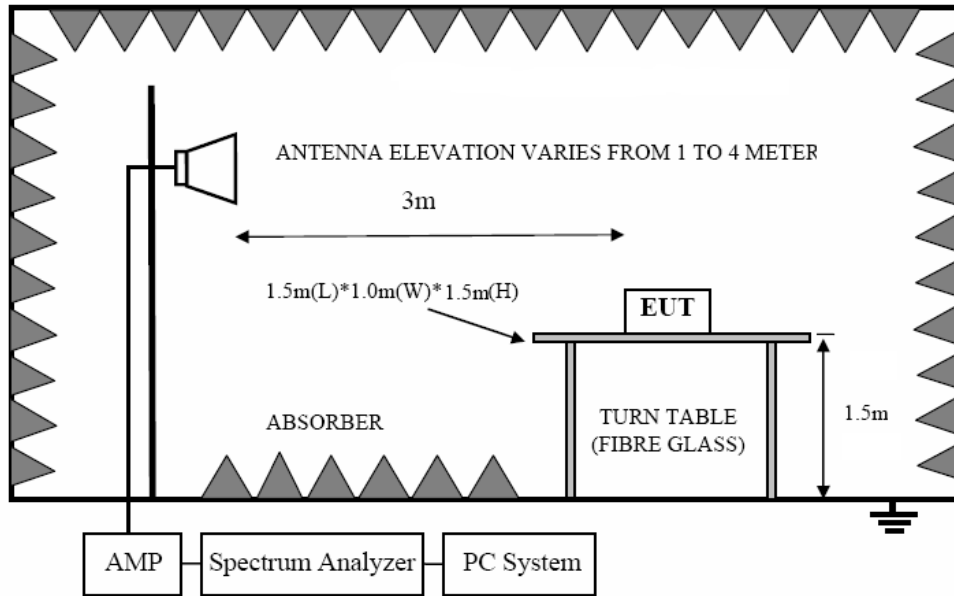 ANTENNA ELEVATION VARIES FROM 1 TO 4 METER
3m
1.5m(L)*1.0m(W)*1.5m(H)
EUT
1.5m
ABSORBER
TURN TABLE
(FIBRE GLASS)
AMP
Spectrum Analyzer
PC System